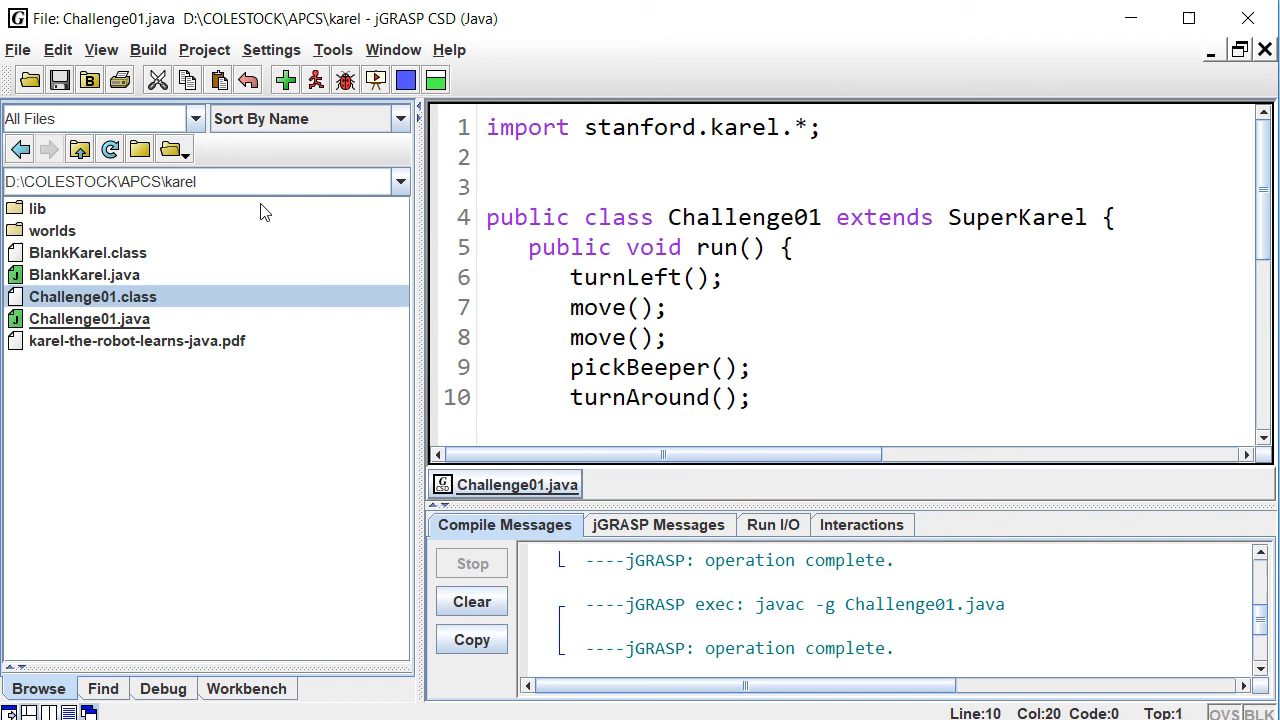 File: Challenge01.java D:\COLESTOCK\APCS\karel - jGRASP CSD (Java)
File Edit View Build Project Settings Tools Window Help
All Files
Sort By Name
D:\COLESTOCK\APCS\karel
lib
worlds
BlankKarel.class
BlankKarel.java
Challenge01.class
Challenge01.java
karel-the-robot-learns-java.pdf
Browse Find Debug Workbench
1 import stanford.karel.*;
2
3
4 public class Challenge01 extends SuperKarel {
5 public void run() {
6 turnLeft();
7 move();
8 move();
9 pickBeeper();
10 turnAround();
Challenge01.java
Compile Messages jGRASP Messages Run I/O Interactions
Stop
Clear
Copy
----jGRASP: operation complete.
----jGRASP exec: javac -g Challenge01.java
----jGRASP: operation complete.
Line:10 Col:20 Code:0 Top:1 OVS BLK